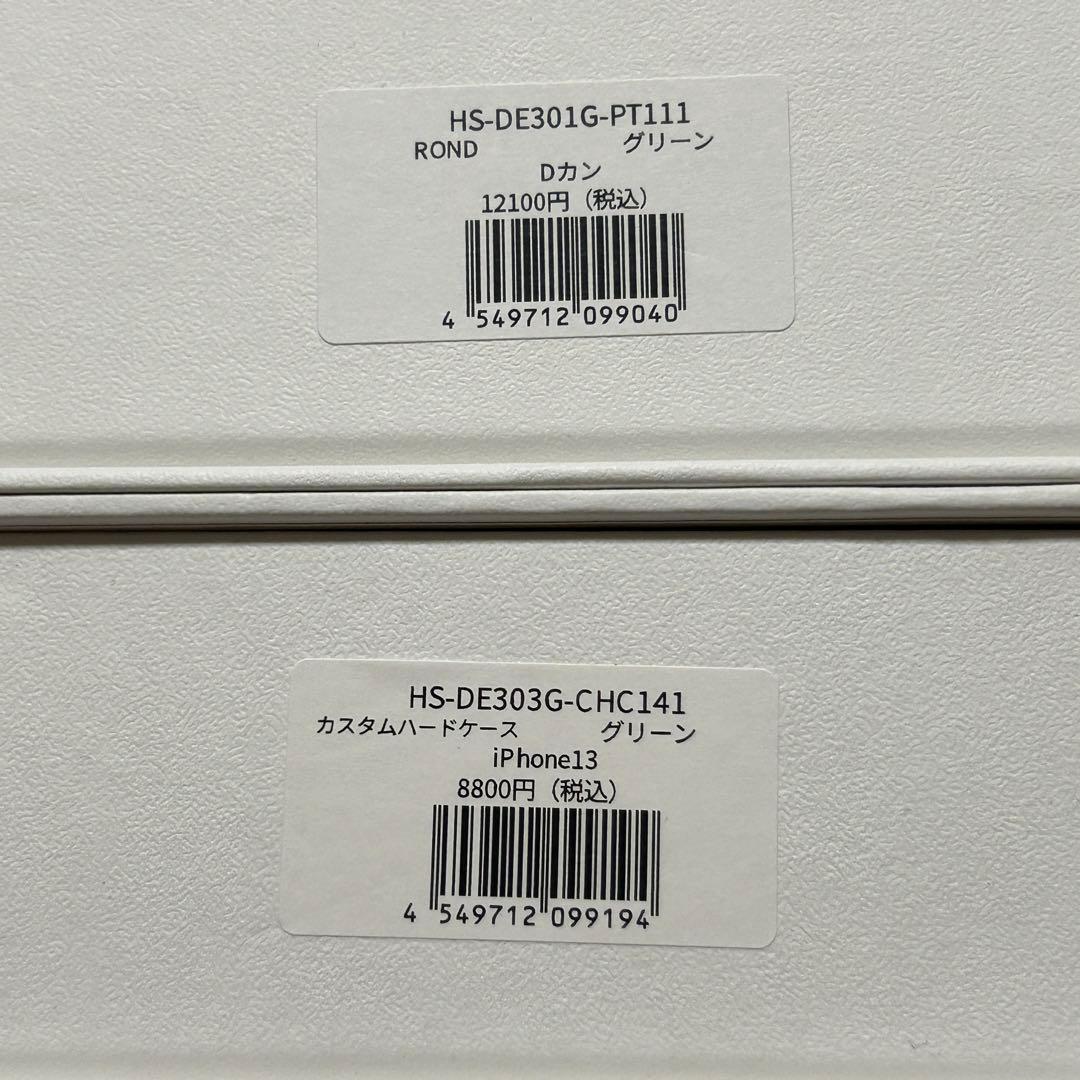 HS-DE301G-PT111
ROND グリーン
Dカン
12100円（税込）
4 549712 099040
HS-DE303G-CHC141
カスタムハードケース グリーン
iPhone13
8800円（税込）
4 549712 099194